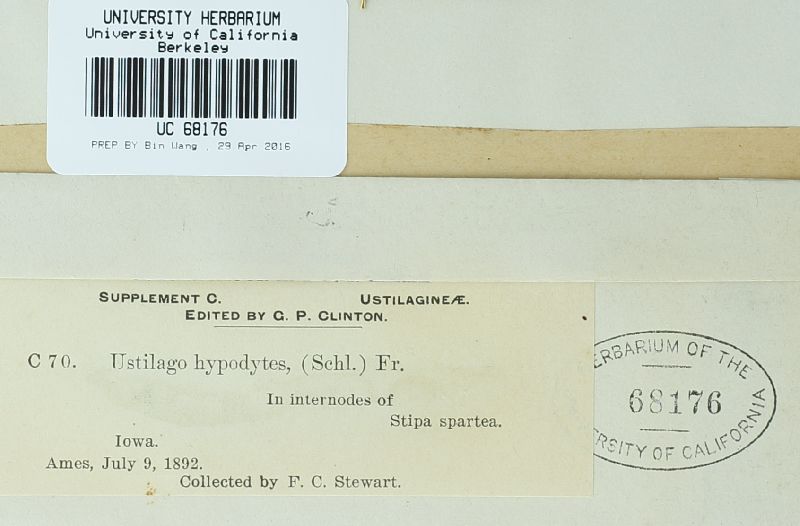 UNIVERSITY HERBARIUM
University of California
Berkeley
UC 68176
PREP BY Bin Wang , 29 Apr 2016
SUPPLEMENT C. USTILAGINEÆ.
EDITED BY G. P. CLINTON.
C 70. Ustilago hypodytes, (Schl.) Fr.
In internodes of
Stipa spartea.
Iowa.
Ames, July 9, 1892.
Collected by F. C. Stewart.
ERBARIUM OF THE
68176
RSITY OF CALIFORNIA